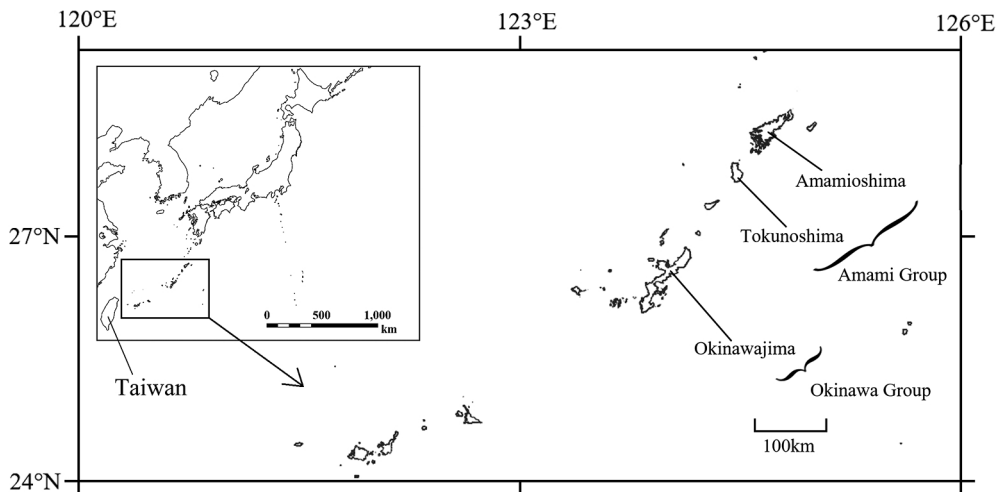 120°E
123°E
126°E
Amamioshima
Tokunoshima
27°N
Amami Group
0 500 1,000
km
Okinawajima
Taiwan
Okinawa Group
100km
24°N